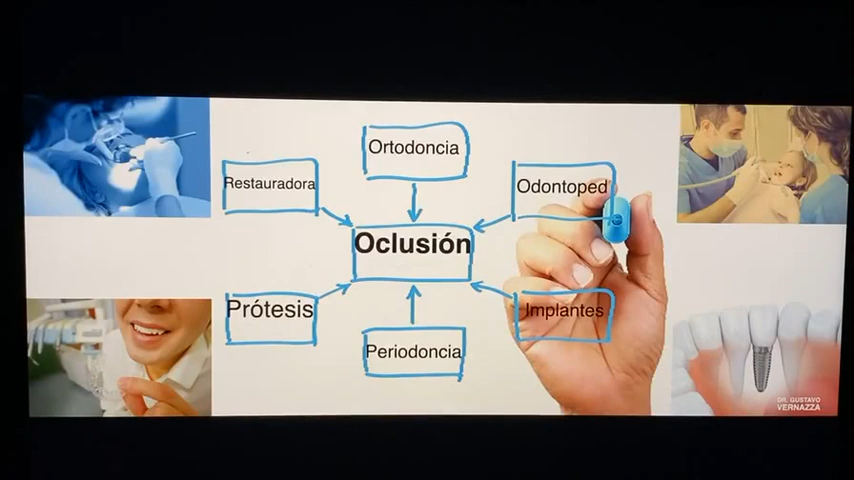 Ortodoncia
Restauradora
Odontoped
Oclusión
Prótesis
Implantes
Periodoncia
DR. GUSTAVO
VERNAZZA